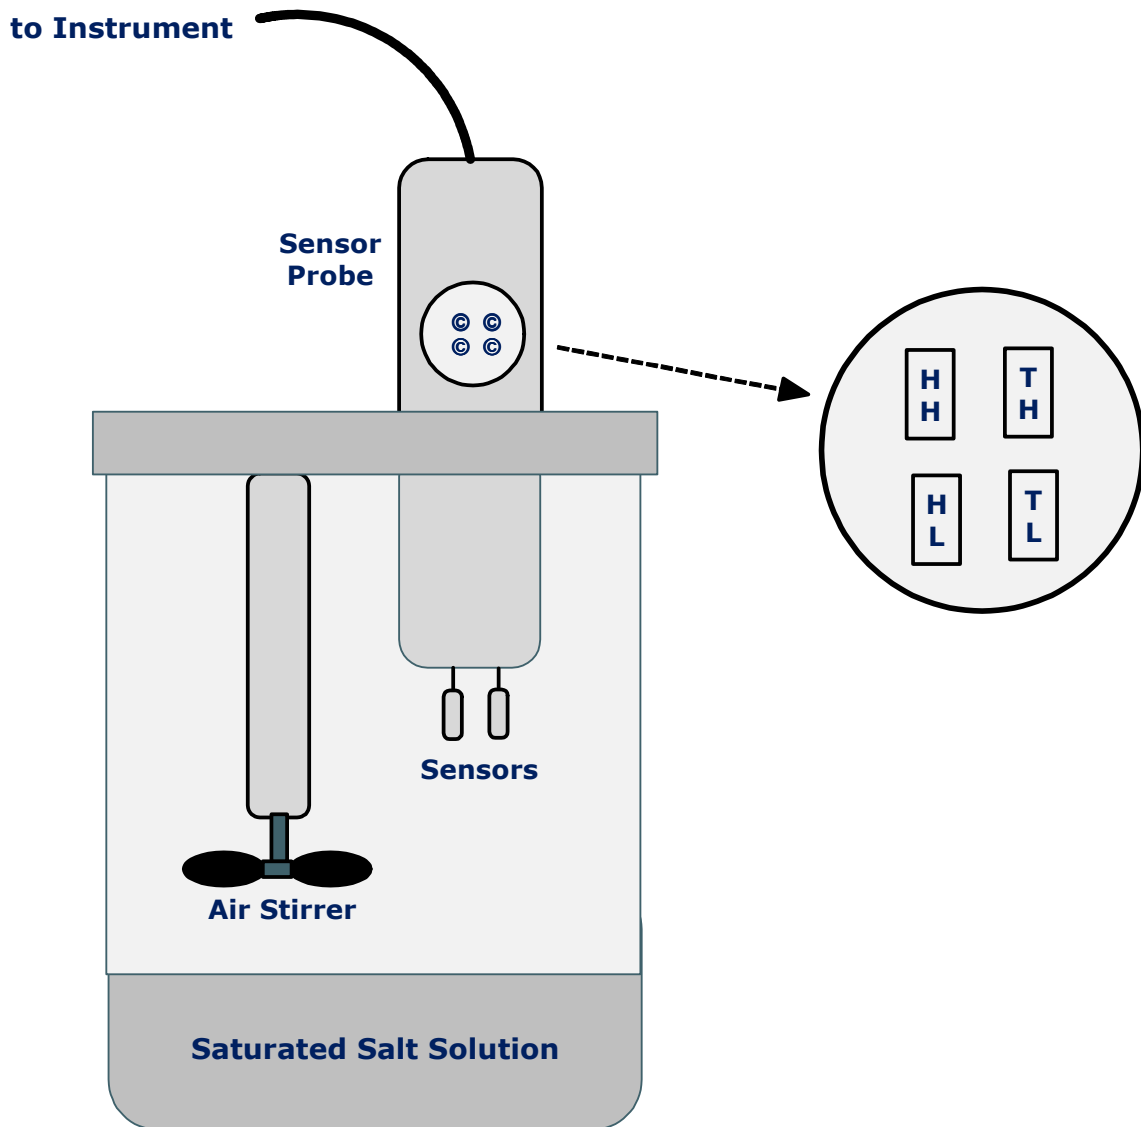 to Instrument
Sensor
Probe
© ©
© ©
H
H
T
H
H
L
T
L
Sensors
Air Stirrer
Saturated Salt Solution